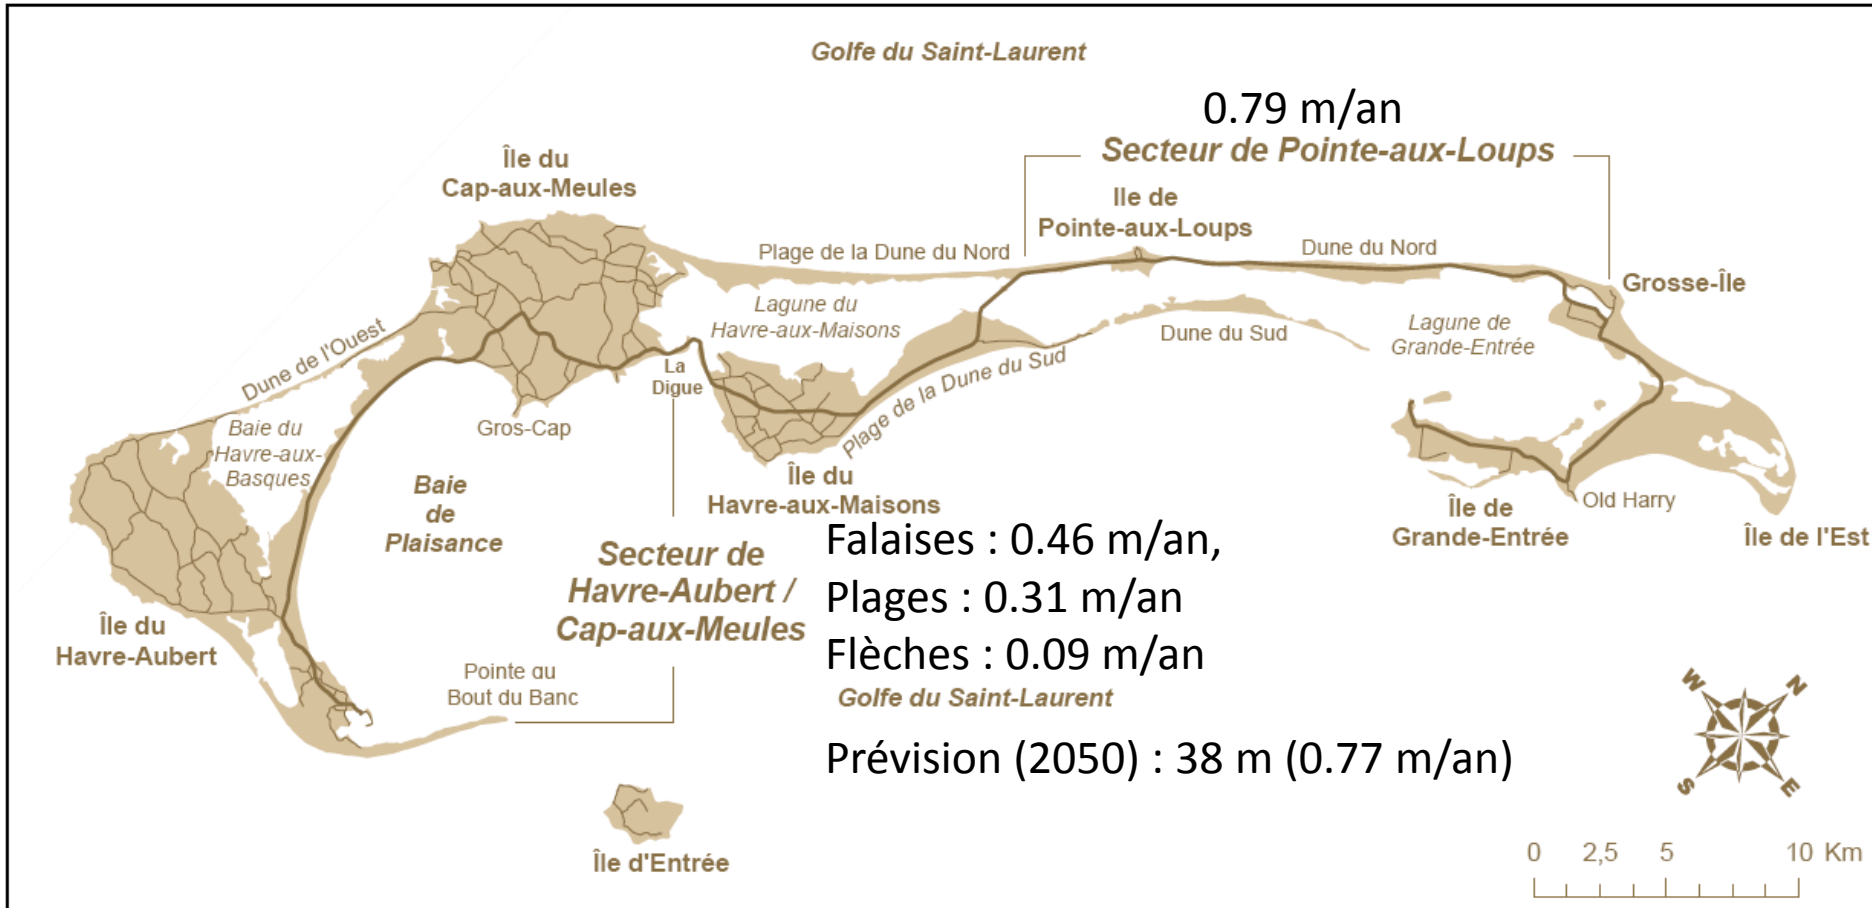 Golfe du Saint-Laurent
0.79 m/an
Secteur de Pointe-aux-Loups
Île du
Cap-aux-Meules
Ile de
Pointe-aux-Loups
Plage de la Dune du Nord
Dune du Nord
Grosse-Île
Lagune du
Havre-aux-Maisons
Lagune de
Grande-Entrée
Dune du Sud
Dune de l'Ouest
La
Digue
Plage de la Dune du Sud
Gros-Cap
Baie du
Havre-aux-
Basques
Baie
de
Plaisance
Île du
Havre-aux-Maisons
Old Harry
Île de
Grande-Entrée
Île de l'Est
Secteur de
Havre-Aubert /
Cap-aux-Meules
Falaises : 0.46 m/an,
Plages : 0.31 m/an
Flèches : 0.09 m/an
Île du
Havre-Aubert
Pointe du
Bout du Banc
Golfe du Saint-Laurent
Prévision (2050) : 38 m (0.77 m/an)
W
N
S
E
Île d'Entrée
0 2,5 5 10 Km